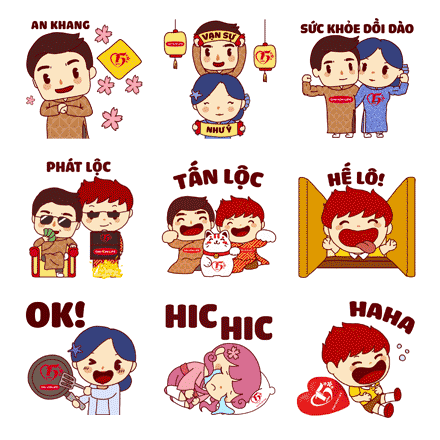 AN KHANG
VẠN SỰ
NHƯ Ý
SỨC KHỎE DỒI DÀO
PHÁT LỘC
TẤN LỘC
HẾ LÔ!
OK!
HIC
HIC
HAHA